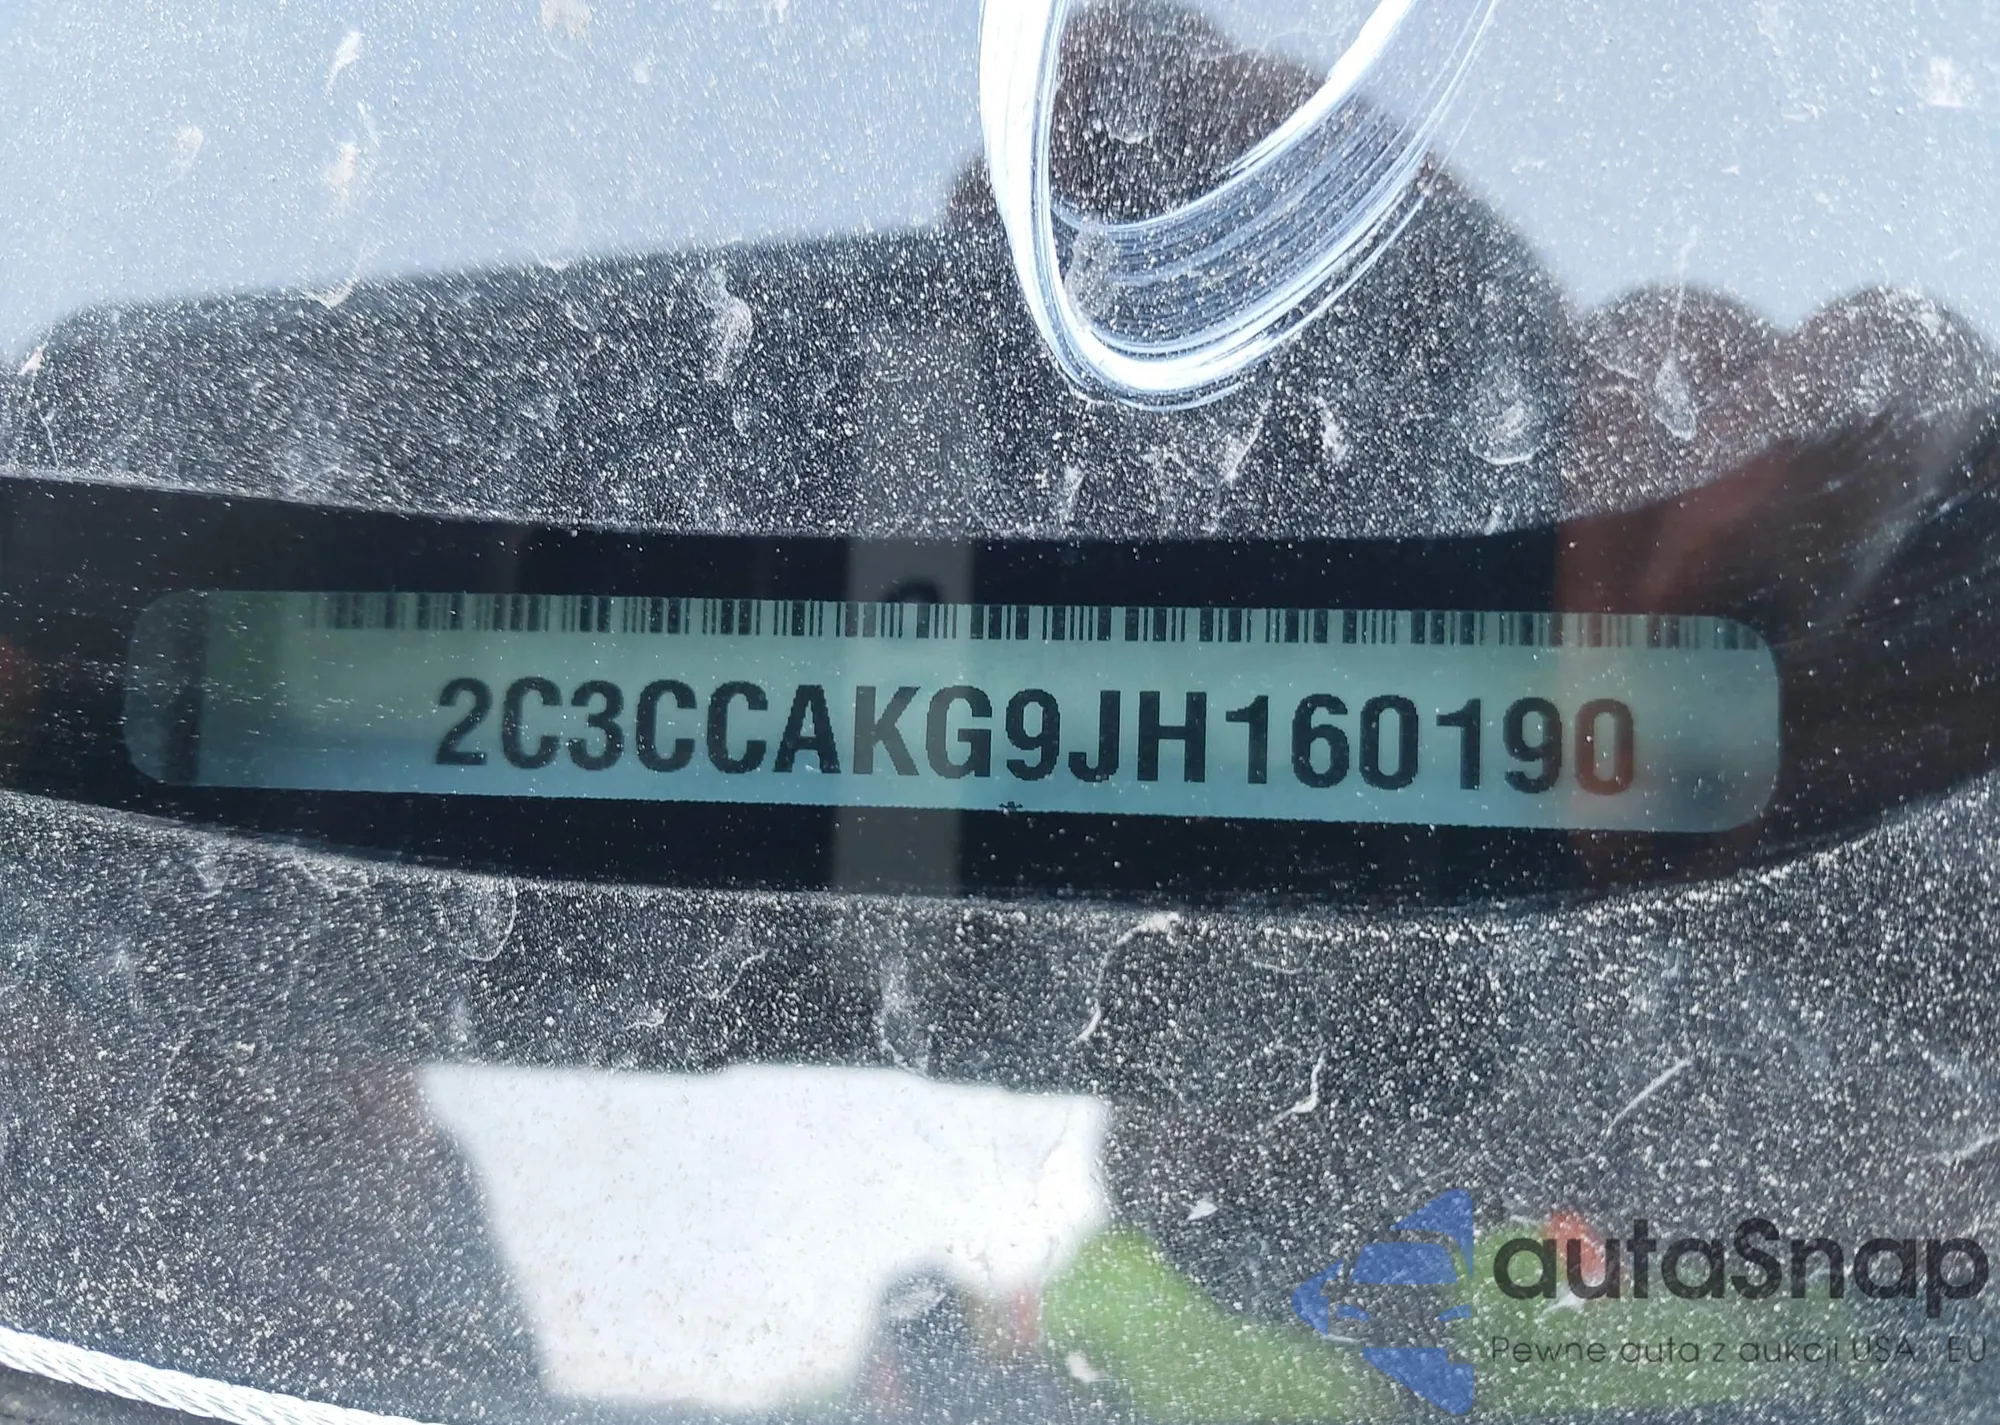 2C3CCAKG9JH160190
autaSnap
Pewne auta z aukcji USA i EU